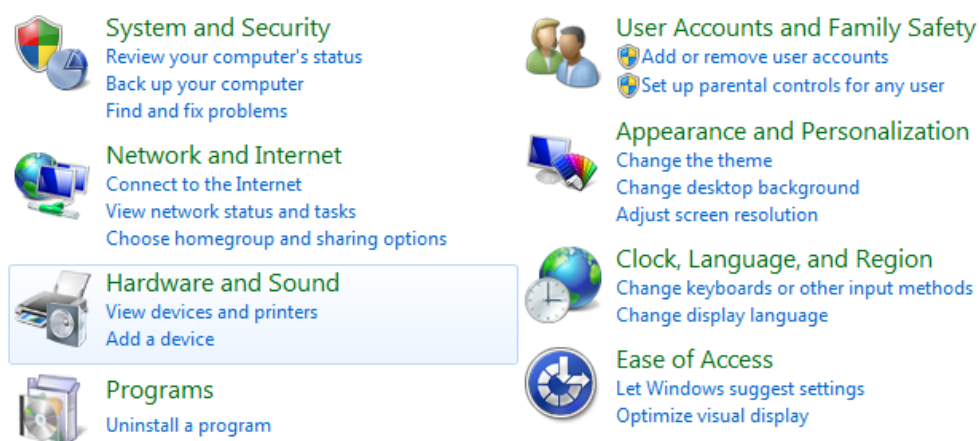 System and Security
Review your computer's status
Back up your computer
Find and fix problems
Network and Internet
Connect to the Internet
View network status and tasks
Choose homegroup and sharing options
Hardware and Sound
View devices and printers
Add a device
Programs
Uninstall a program
User Accounts and Family Safety
Add or remove user accounts
Set up parental controls for any user
Appearance and Personalization
Change the theme
Change desktop background
Adjust screen resolution
Clock, Language, and Region
Change keyboards or other input methods
Change display language
Ease of Access
Let Windows suggest settings
Optimize visual display